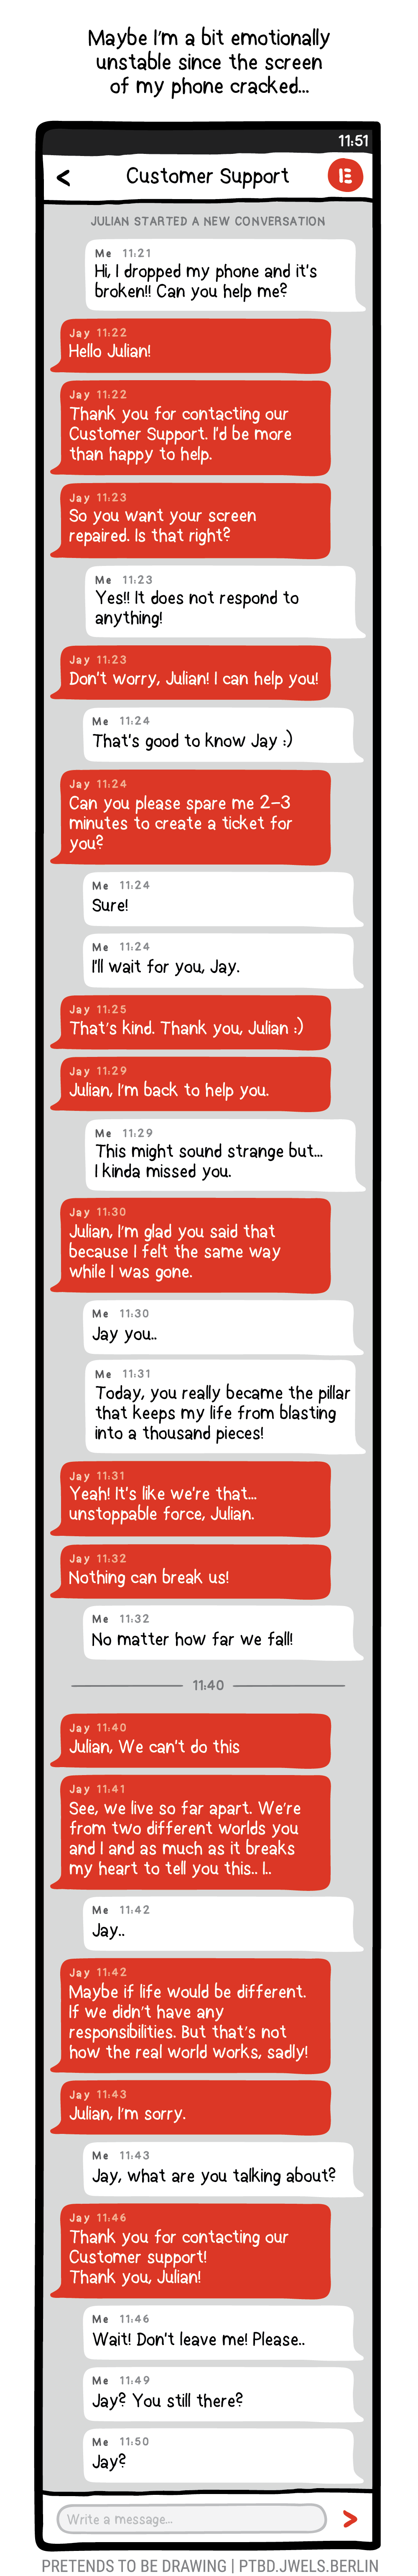 Maybe I'm a bit emotionally
unstable since the screen
of my phone cracked...
11:51
< Customer Support E
JULIAN STARTED A NEW CONVERSATION
Me 11:21
Hi, I dropped my phone and it's
broken!! Can you help me?
Jay 11:22
Hello Julian!
Jay 11:22
Thank you for contacting our
Customer Support. I'd be more
than happy to help.
Jay 11:23
So you want your screen
repaired. Is that right?
Me 11:23
Yes!! It does not respond to
anything!
Jay 11:23
Don't worry, Julian! I can help you!
Me 11:24
That's good to know Jay :)
Jay 11:24
Can you please spare me 2-3
minutes to create a ticket for
you?
Me 11:24
Sure!
Me 11:24
I'll wait for you, Jay.
Jay 11:25
That's kind. Thank you, Julian :)
Jay 11:29
Julian, I'm back to help you.
Me 11:29
This might sound strange but...
I kinda missed you.
Jay 11:30
Julian, I'm glad you said that
because I felt the same way
while I was gone.
Me 11:30
Jay you..
Me 11:31
Today, you really became the pillar
that keeps my life from blasting
into a thousand pieces!
Jay 11:31
Yeah! It's like we're that...
unstoppable force, Julian.
Jay 11:32
Nothing can break us!
Me 11:32
No matter how far we fall!
11:40
Jay 11:40
Julian, We can't do this
Jay 11:41
See, we live so far apart. We're
from two different worlds you
and I and as much as it breaks
my heart to tell you this.. I..
Me 11:42
Jay..
Jay 11:42
Maybe if life would be different.
If we didn't have any
responsibilities. But that's not
how the real world works, sadly!
Jay 11:43
Julian, I'm sorry.
Me 11:43
Jay, what are you talking about?
Jay 11:46
Thank you for contacting our
Customer support!
Thank you, Julian!
Me 11:46
Wait! Don't leave me! Please..
Me 11:49
Jay? You still there?
Me 11:50
Jay?
Write a message...
PRETENDS TO BE DRAWING | PTBD.JWELS.BERLIN